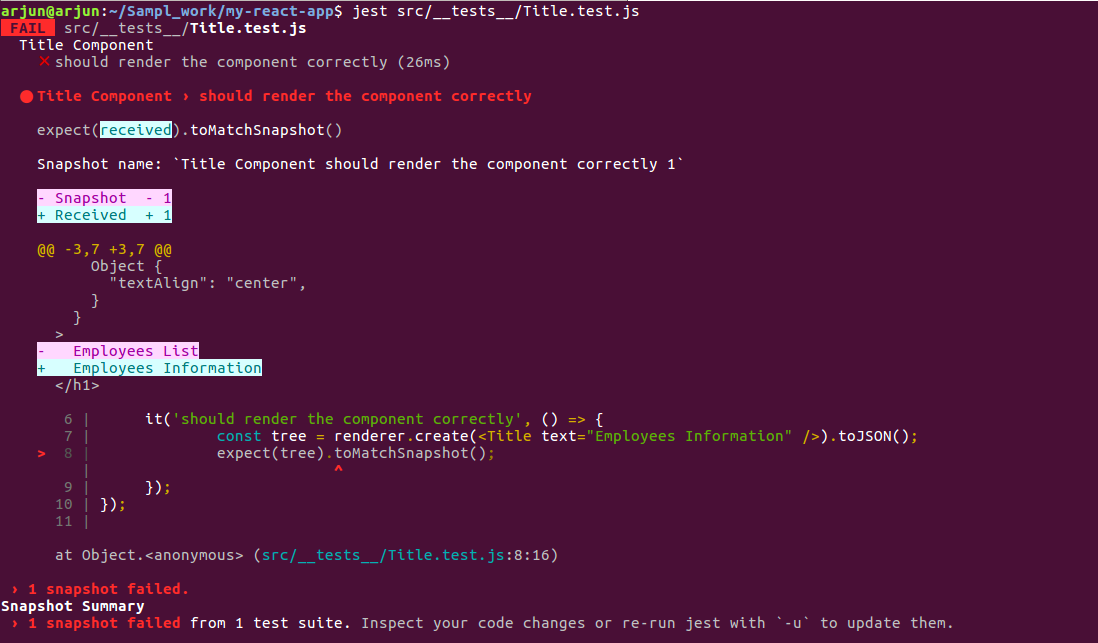 arjun@arjun:~/Sampl_work/my-react-app$ jest src/__tests__/Title.test.js
FAIL src/__tests__/Title.test.js
Title Component
✕ should render the component correctly (26ms)
● Title Component › should render the component correctly
expect(received).toMatchSnapshot()
Snapshot name: `Title Component should render the component correctly 1`
- Snapshot - 1
+ Received + 1
@@ -3,7 +3,7 @@
Object {
"textAlign": "center",
}
}
>
- Employees List
+ Employees Information
</h1>
6 | it('should render the component correctly', () => {
7 | const tree = renderer.create(<Title text="Employees Information" />).toJSON();
> 8 | expect(tree).toMatchSnapshot();
| ^
9 | });
10 | });
11 |
at Object.<anonymous> (src/__tests__/Title.test.js:8:16)
› 1 snapshot failed.
Snapshot Summary
› 1 snapshot failed from 1 test suite. Inspect your code changes or re-run jest with `-u` to update them.